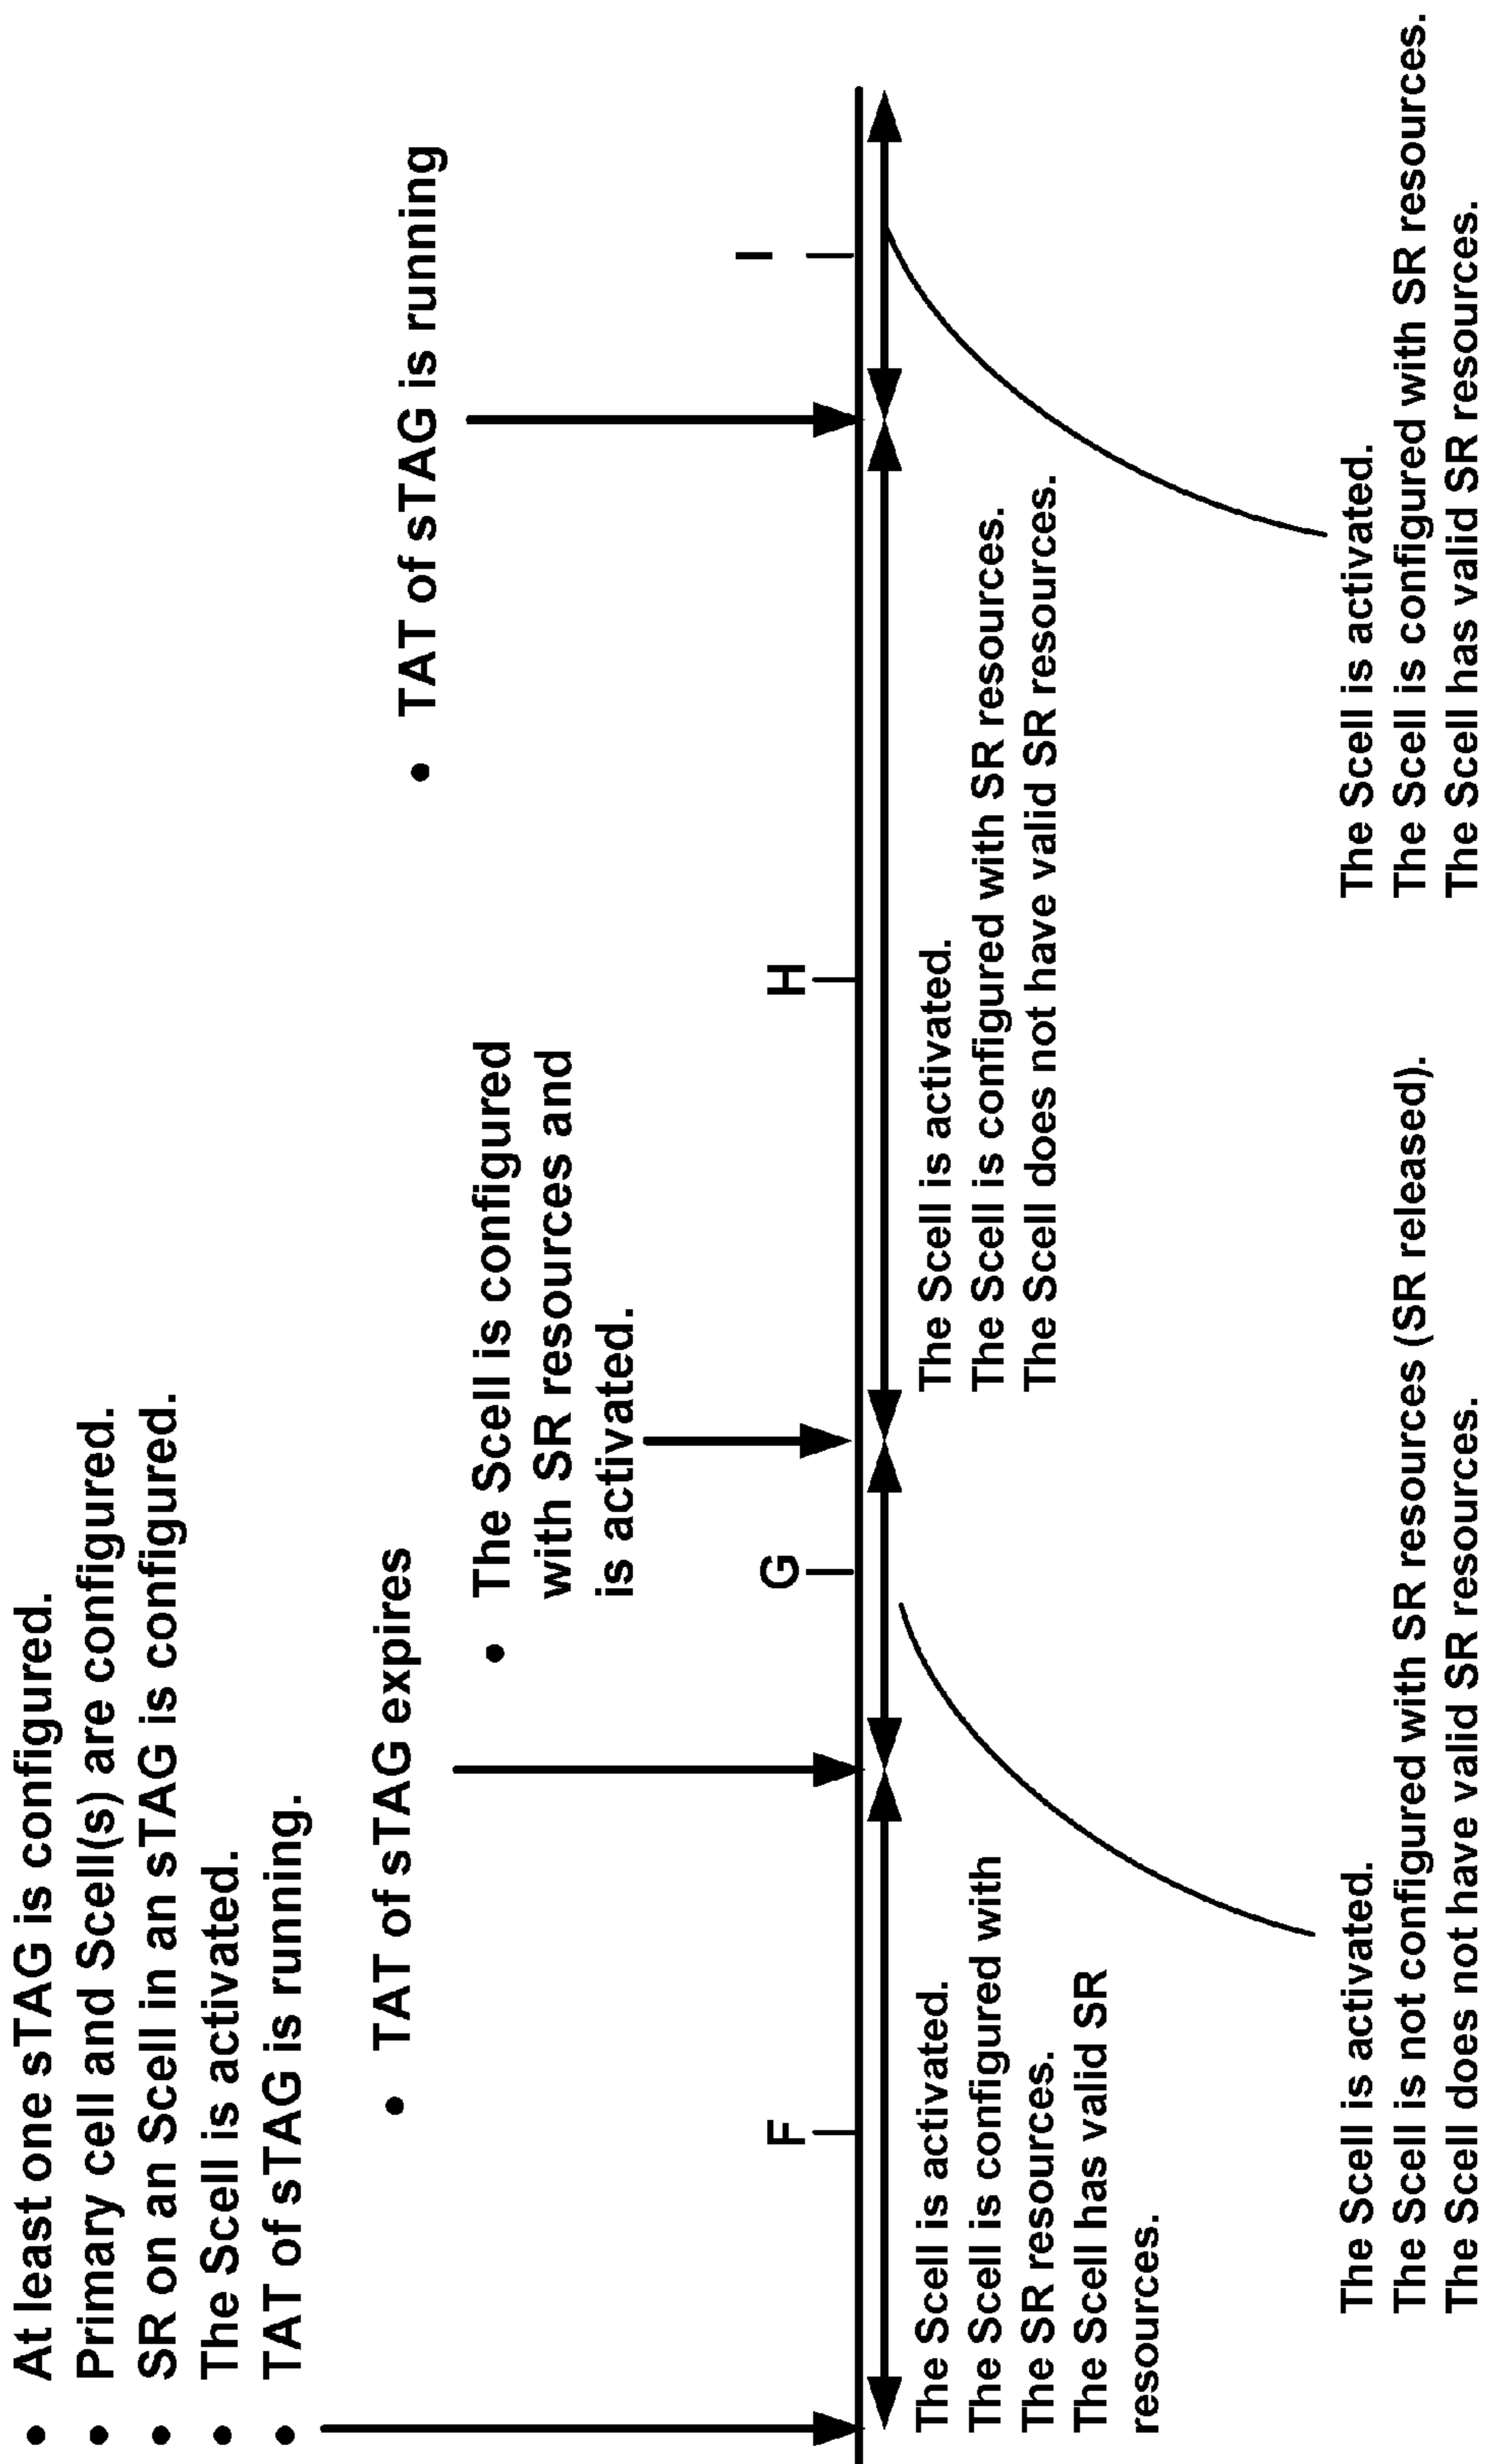 • At least one sTAG is configured.
• Primary cell and Scell(s) are configured.
• SR on an Scell in an sTAG is configured.
• The Scell is activated.
• TAT of sTAG is running.
• TAT of sTAG expires
• The Scell is configured
with SR resources and
is activated.
• TAT of sTAG is running
F
G
H
I
The Scell is activated.
The Scell is configured with
The SR resources.
The Scell has valid SR
resources.
The Scell is activated.
The Scell is configured with SR resources.
The Scell does not have valid SR resources.
The Scell is activated.
The Scell is not configured with SR resources (SR released).
The Scell does not have valid SR resources.
The Scell is activated.
The Scell is configured with SR resources.
The Scell has valid SR resources.